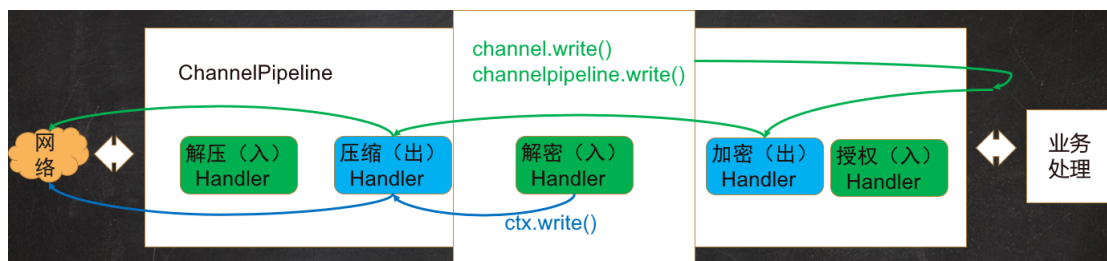 channel.write()
channelpipeline.write()
ChannelPipeline
网
络
解压（入）
Handler
压缩（出）
Handler
解密（入）
Handler
加密（出）
Handler
授权（入）
Handler
业务
处理
ctx.write()